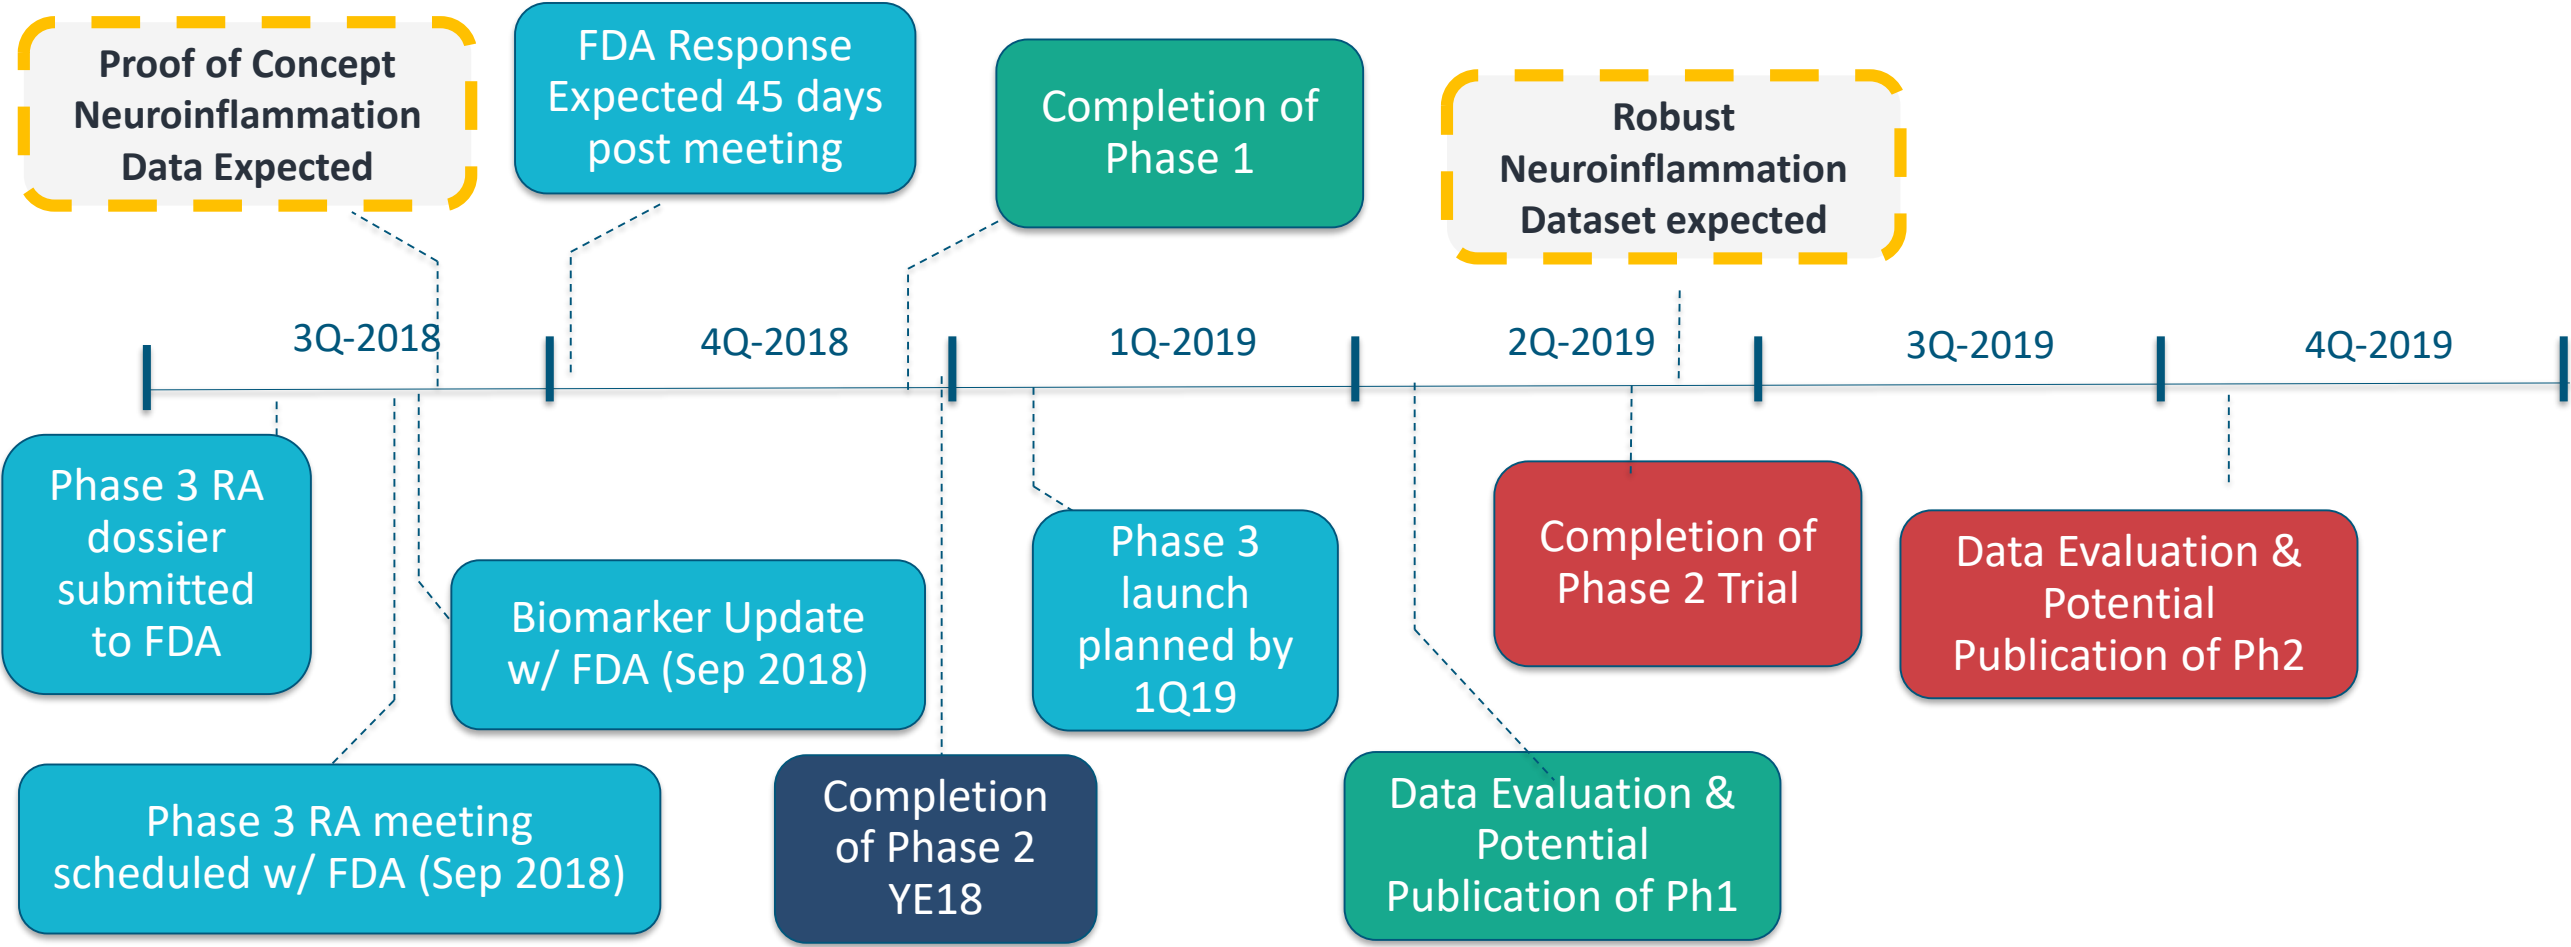 Proof of Concept
Neuroinflammation
Data Expected
FDA Response
Expected 45 days
post meeting
Completion of
Phase 1
Robust
Neuroinflammation
Dataset expected
3Q-2018
4Q-2018
1Q-2019
2Q-2019
3Q-2019
4Q-2019
Phase 3 RA
dossier
submitted
to FDA
Phase 3 RA meeting
scheduled w/ FDA (Sep 2018)
Biomarker Update
w/ FDA (Sep 2018)
Completion
of Phase 2
YE18
Phase 3
launch
planned by
1Q19
Data Evaluation &
Potential
Publication of Ph1
Completion of
Phase 2 Trial
Data Evaluation &
Potential
Publication of Ph2